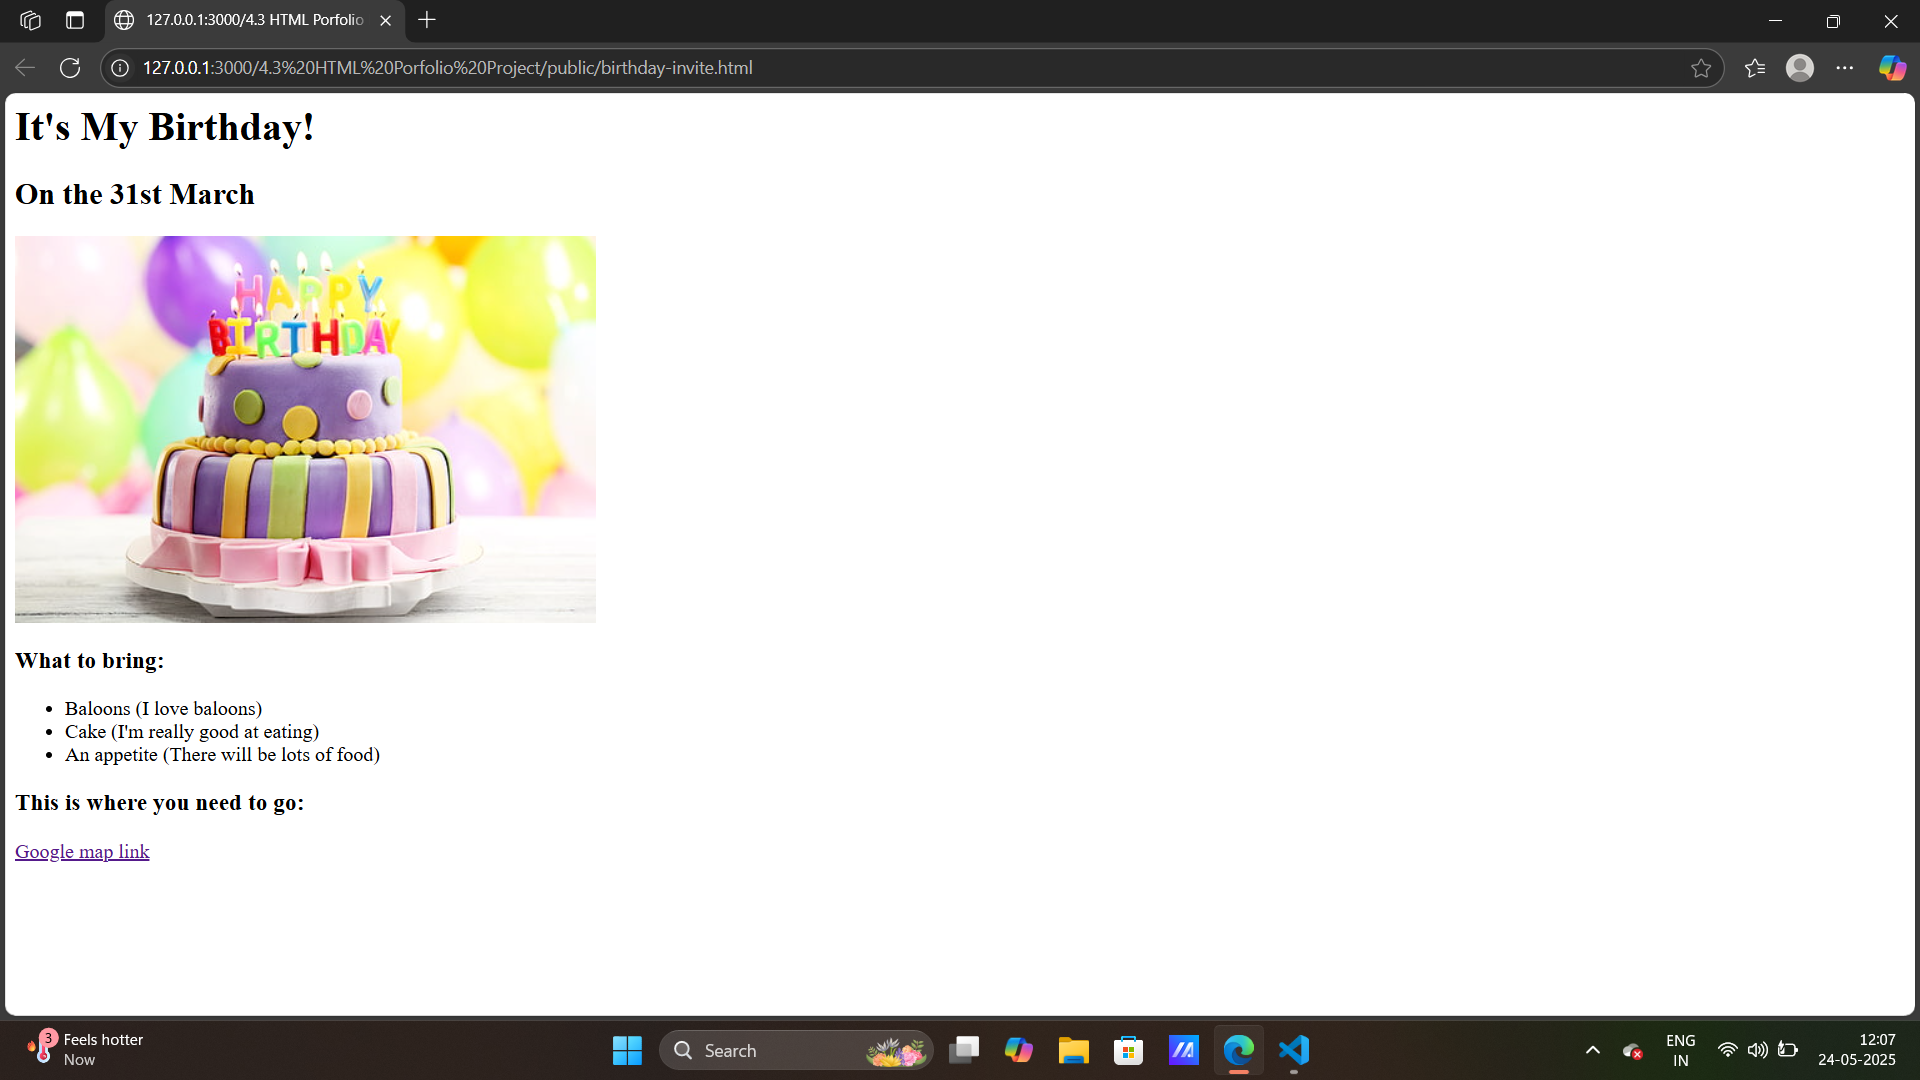 127.0.0.1:3000/4.3 HTML Porfolio
127.0.0.1:3000/4.3%20HTML%20Porfolio%20Project/public/birthday-invite.html
It's My Birthday!
On the 31st March
HAPPY
BIRTHDAY
What to bring:
Baloons (I love baloons)
Cake (I'm really good at eating)
An appetite (There will be lots of food)
This is where you need to go:
Google map link
3
Feels hotter
Now
Search
ENG
IN
12:07
24-05-2025